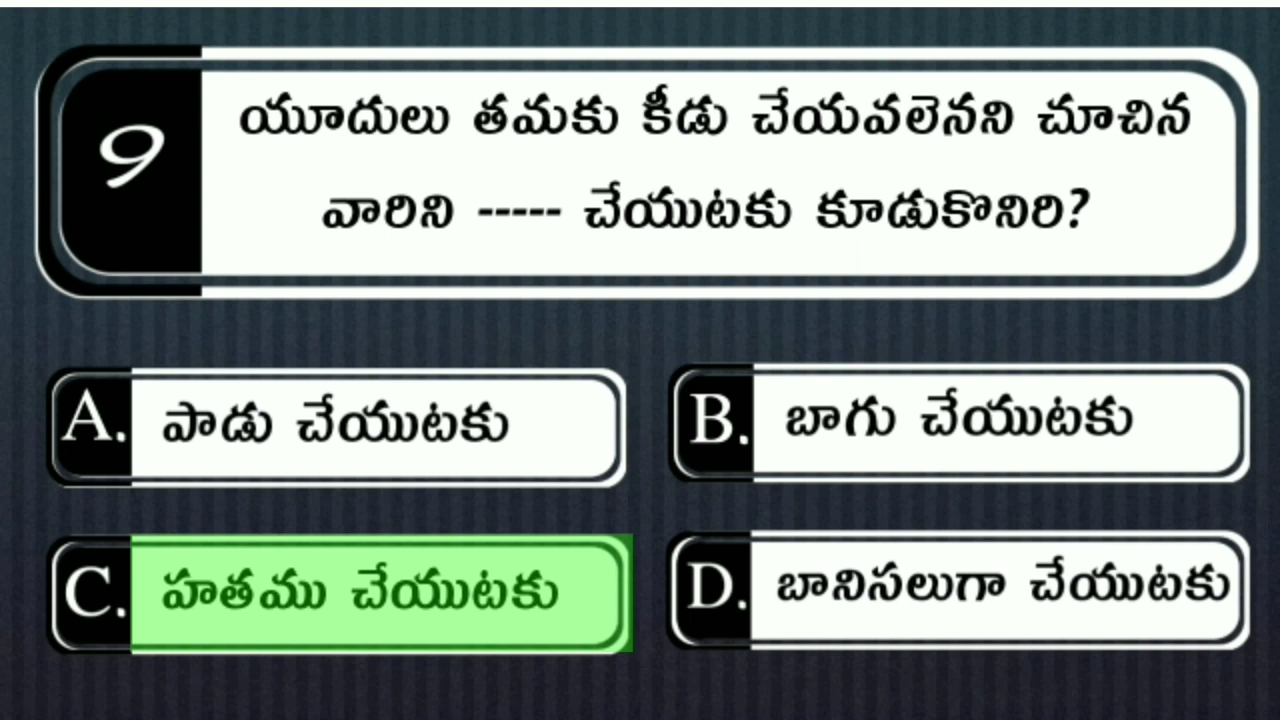 9
యూదులు తమకు కీడు చేయవలెనని చూచిన
వారిని ----- చేయుటకు కూడుకొనిరి?
A. పాడు చేయుటకు
B. బాగు చేయుటకు
C. హతము చేయుటకు
D. బానిసలుగా చేయుటకు